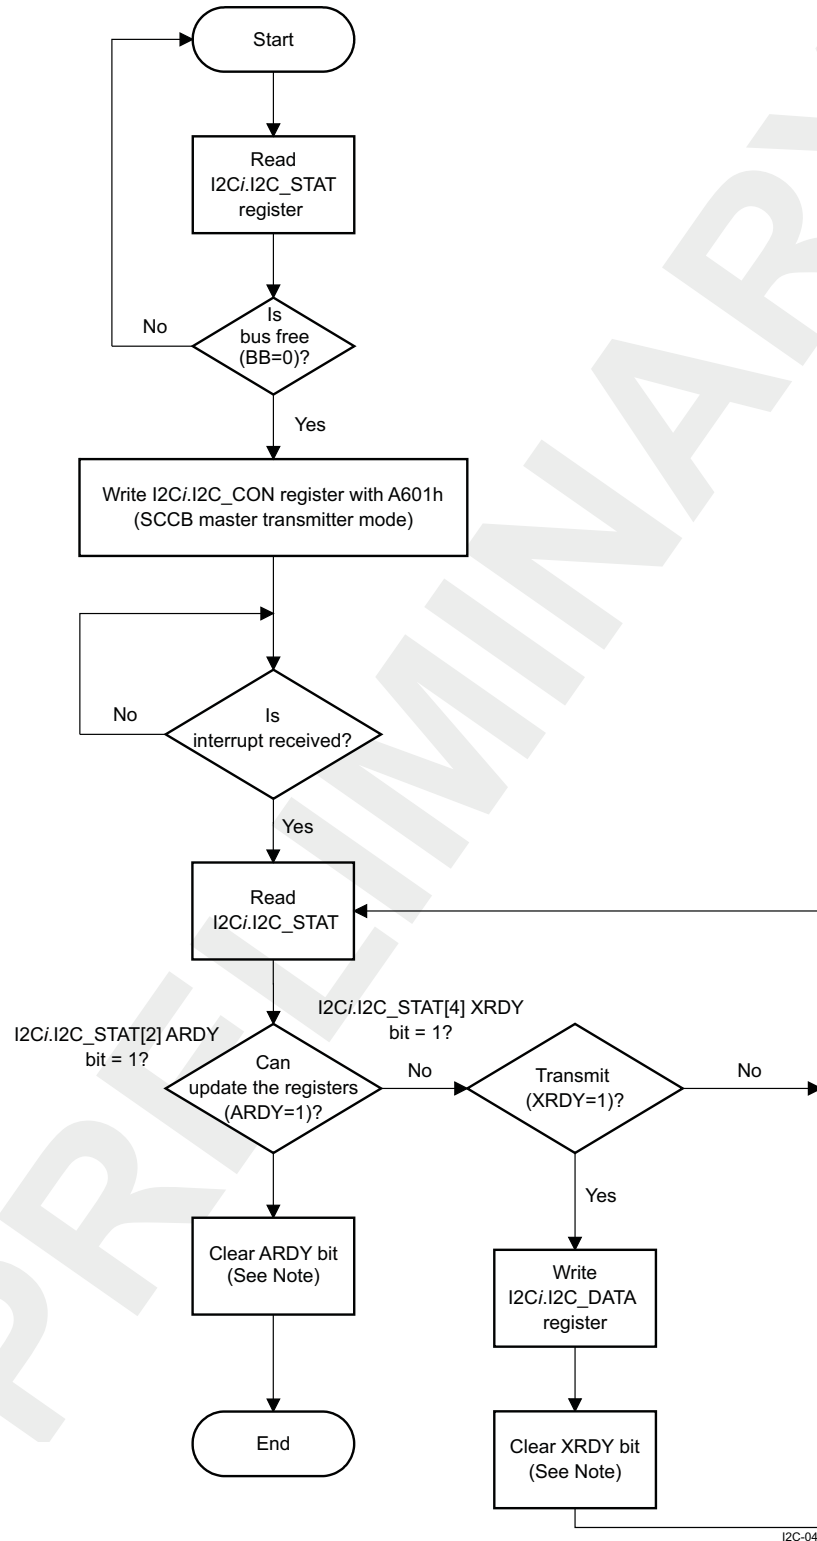 Start
Read
I2Ci.I2C_STAT
register
Is
bus free
(BB=0)?
No
Yes
Write I2Ci.I2C_CON register with A601h
(SCCB master transmitter mode)
Is
interrupt received?
No
Yes
Read
I2Ci.I2C_STAT
I2Ci.I2C_STAT[2] ARDY
bit = 1?
I2Ci.I2C_STAT[4] XRDY
bit = 1?
Can
update the registers
(ARDY=1)?
No
Transmit
(XRDY=1)?
No
Yes
Clear ARDY bit
(See Note)
Write
I2Ci.I2C_DATA
register
End
Clear XRDY bit
(See Note)
I2C-04
PRELIMINARY